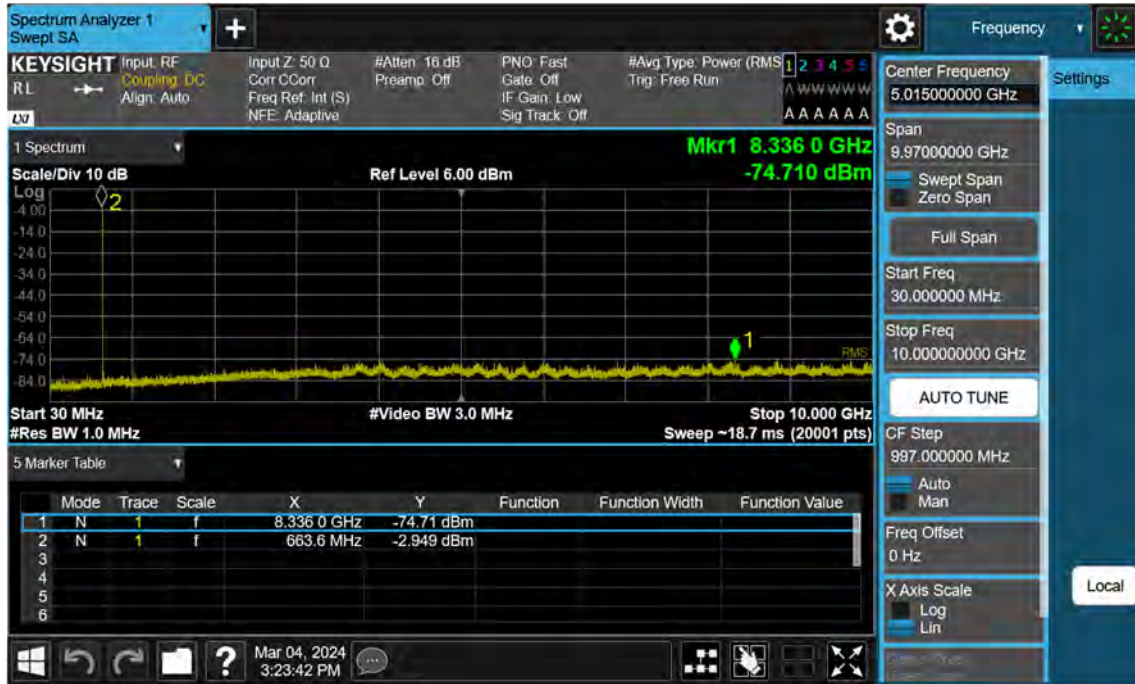 Spectrum Analyzer 1
Swept SA
+
Frequency
KEYSIGHT
RL
LXI
Input: RF
Coupling: DC
Align: Auto
Input Z: 50 Ω
Corr CCorr
Freq Ref: Int (S)
NFE: Adaptive
#Atten: 16 dB
Preamp: Off
PNO: Fast
Gate: Off
IF Gain: Low
Sig Track: Off
#Avg Type: Power (RMS
Trig: Free Run
1 2 3 4 5 6
A W W W W W
A A A A A A
1 Spectrum
Mkr1 8.336 0 GHz
Scale/Div 10 dB
Ref Level 6.00 dBm
-74.710 dBm
Log
-4.00
-14.0
-24.0
-34.0
-44.0
-54.0
-64.0
-74.0
-84.0
2
1
RMS
Start 30 MHz
#Video BW 3.0 MHz
Stop 10.000 GHz
#Res BW 1.0 MHz
Sweep ~18.7 ms (20001 pts)
5 Marker Table
Mode Trace Scale X Y Function Function Width Function Value
1 N 1 f 8.336 0 GHz -74.71 dBm
2 N 1 f 663.6 MHz -2.949 dBm
3
4
5
6
Mar 04, 2024
3:23:42 PM
?
Center Frequency
5.015000000 GHz
Span
9.97000000 GHz
Swept Span
Zero Span
Full Span
Start Freq
30.000000 MHz
Stop Freq
10.000000000 GHz
AUTO TUNE
CF Step
997.000000 MHz
Auto
Man
Freq Offset
0 Hz
X Axis Scale
Log
Lin
Settings
Local